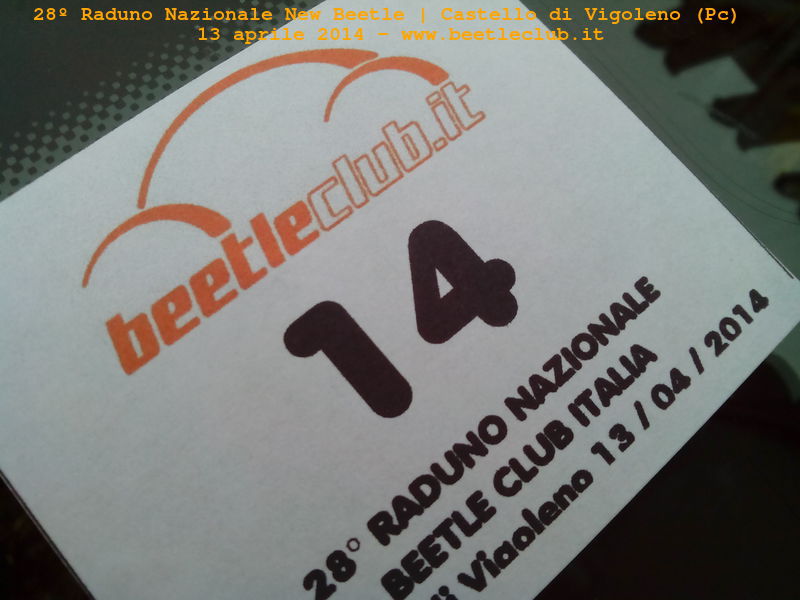 28º Raduno Nazionale New Beetle | Castello di Vigoleno (Pc)
13 aprile 2014 - www.beetleclub.it
beetleclub.it
14
28° RADUNO NAZIONALE
BEETLE CLUB ITALIA
di Vigoleno 13 / 04 / 2014